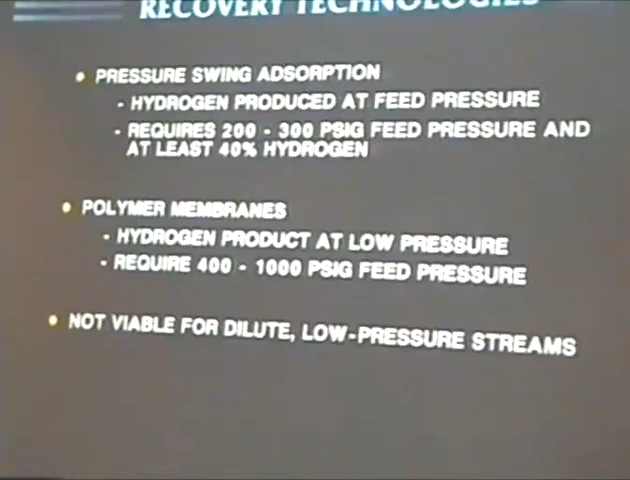 RECOVERY TECHNOLOGIES
• PRESSURE SWING ADSORPTION
- HYDROGEN PRODUCED AT FEED PRESSURE
- REQUIRES 200 - 300 PSIG FEED PRESSURE AND
AT LEAST 40% HYDROGEN
• POLYMER MEMBRANES
- HYDROGEN PRODUCT AT LOW PRESSURE
- REQUIRE 400 - 1000 PSIG FEED PRESSURE
• NOT VIABLE FOR DILUTE, LOW-PRESSURE STREAMS